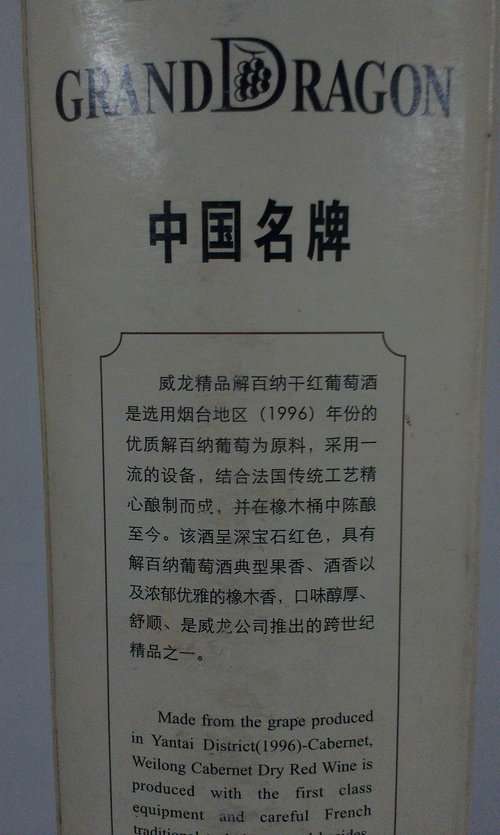 GRAND DRAGON
中国名牌
威龙精品解百纳干红葡萄酒
是选用烟台地区（1996）年份的
优质解百纳葡萄为原料，采用一
流的设备，结合法国传统工艺精
心酿制而成，并在橡木桶中陈酿
至今。该酒呈深宝石红色，具有
解百纳葡萄酒典型果香、酒香以
及浓郁优雅的橡木香，口味醇厚、
舒顺、是威龙公司推出的跨世纪
精品之一。
Made from the grape produced
in Yantai District(1996)-Cabernet,
Weilong Cabernet Dry Red Wine is
produced with the first class
equipment and careful French